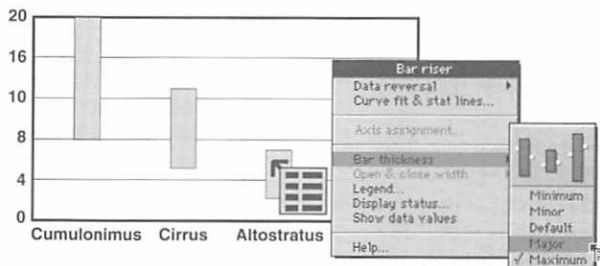 20
16
10
8
4
0
Cumulonimus
Cirrus
Altostratus
Bar riser
Data reversal
Curve fit & stat lines...
Axis assignment...
Bar thickness
Open & close width
Legend...
Display status...
Show data values
Help...
Minimum
Minor
Default
Major
✓ Maximum